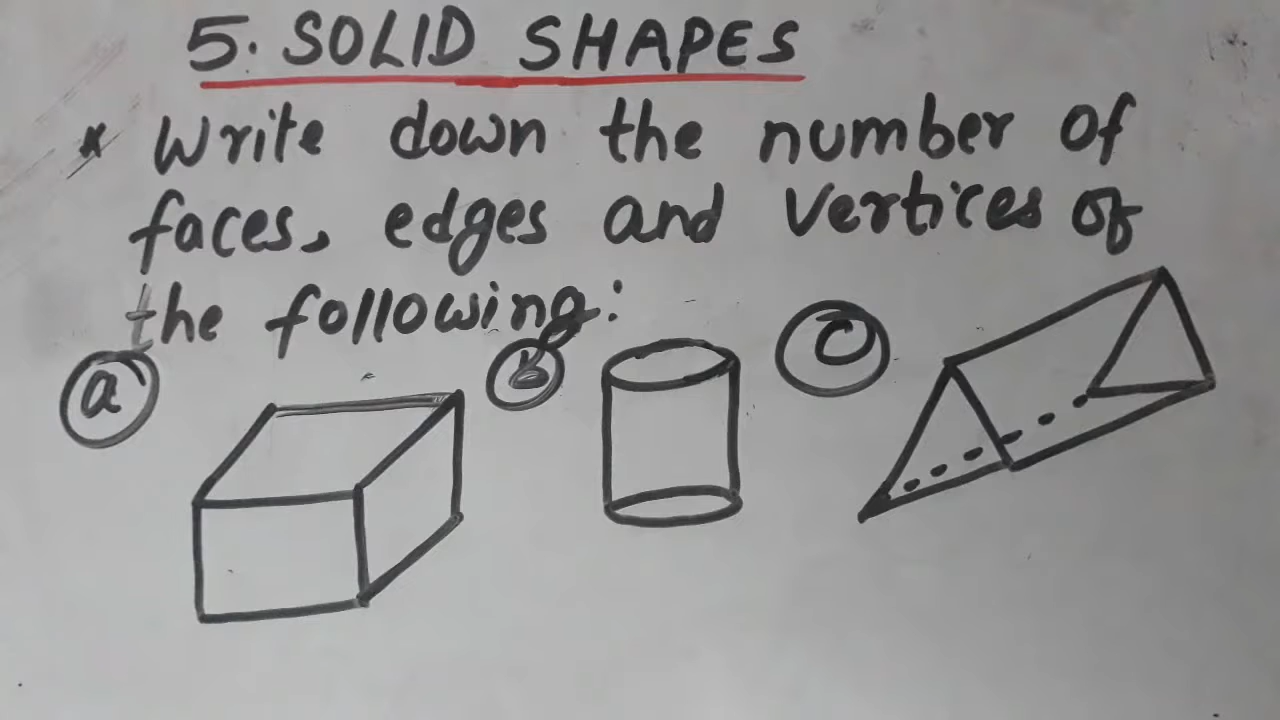 5. SOLID SHAPES
* Write down the number of
faces, edges and vertices of
the following:
a
b
c